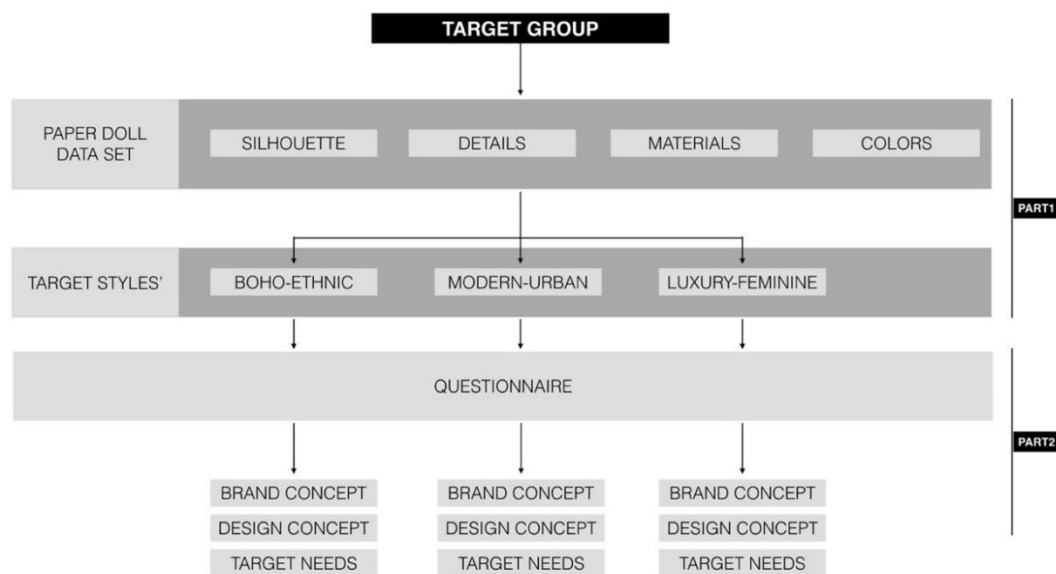 TARGET GROUP
PAPER DOLL
DATA SET
SILHOUETTE
DETAILS
MATERIALS
COLORS
PART1
TARGET STYLES’
BOHO-ETHNIC
MODERN-URBAN
LUXURY-FEMININE
QUESTIONNAIRE
PART2
BRAND CONCEPT
BRAND CONCEPT
BRAND CONCEPT
DESIGN CONCEPT
DESIGN CONCEPT
DESIGN CONCEPT
TARGET NEEDS
TARGET NEEDS
TARGET NEEDS